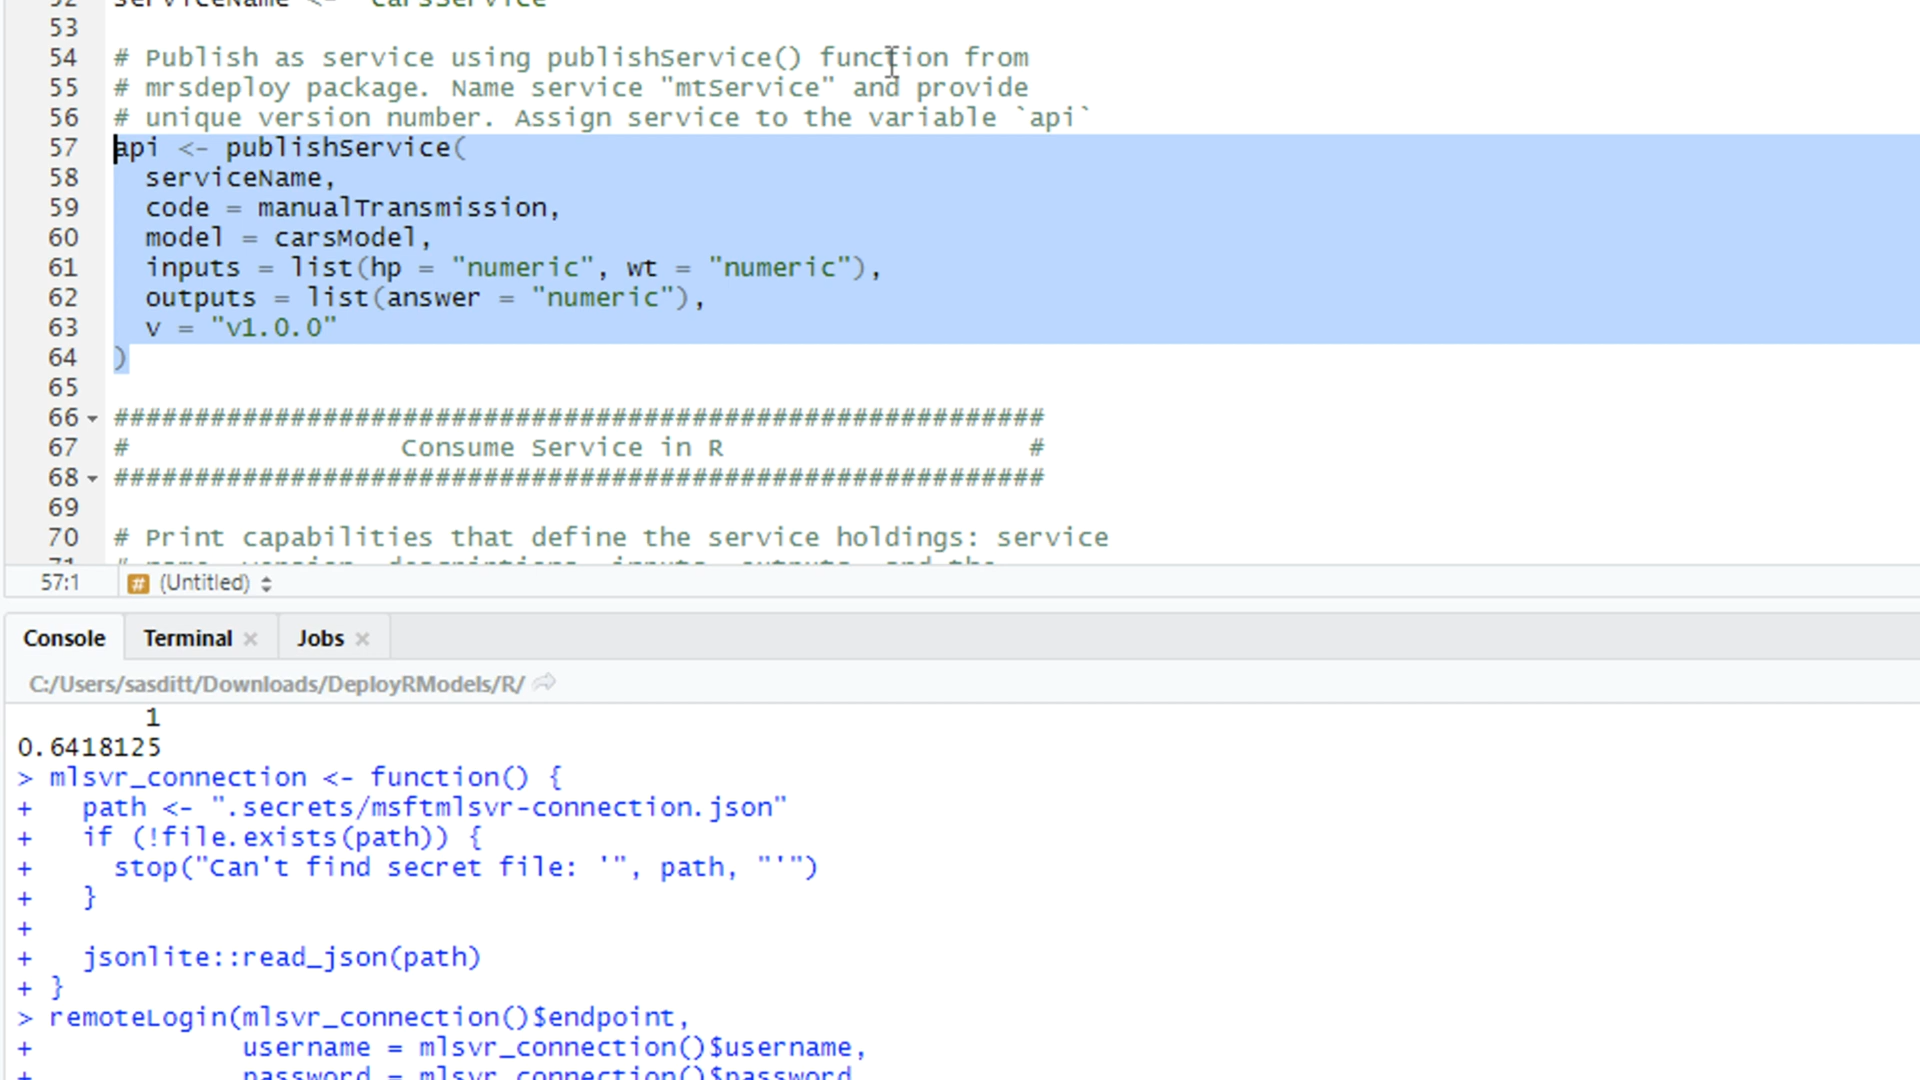 52 serviceName <- "carsService"
53
54 # Publish as service using publishService() function from
55 # mrsdeploy package. Name service "mtService" and provide
56 # unique version number. Assign service to the variable `api`
57 api <- publishService(
58 serviceName,
59 code = manualTransmission,
60 model = carsModel,
61 inputs = list(hp = "numeric", wt = "numeric"),
62 outputs = list(answer = "numeric"),
63 v = "v1.0.0"
64 )
65
66 ##########################################################
67 # Consume Service in R #
68 ##########################################################
69
70 # Print capabilities that define the service holdings: service
71 # name, version, descriptions, inputs, outputs, and the
57:1 # (Untitled)
Console Terminal × Jobs ×
C:/Users/sasditt/Downloads/DeployRModels/R/
1
0.6418125
> mlsvr_connection <- function() {
+ path <- ".secrets/msftmlsvr-connection.json"
+ if (!file.exists(path)) {
+ stop("Can't find secret file: '", path, "'")
+ }
+
+ jsonlite::read_json(path)
+ }
> remoteLogin(mlsvr_connection()$endpoint,
+ username = mlsvr_connection()$username,
+ password = mlsvr_connection()$password